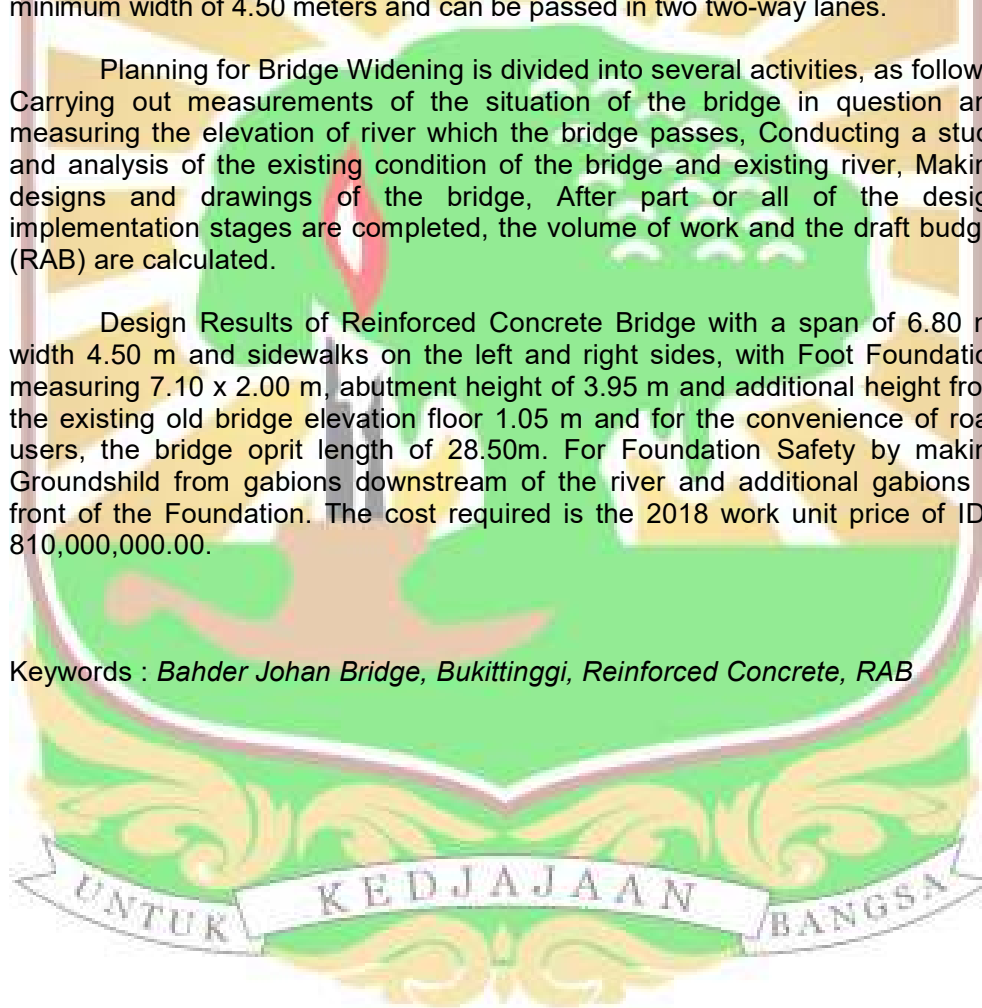 minimum width of 4.50 meters and can be passed in two two-way lanes.
Planning for Bridge Widening is divided into several activities, as follow
Carrying out measurements of the situation of the bridge in question an
measuring the elevation of river which the bridge passes, Conducting a stud
and analysis of the existing condition of the bridge and existing river, Makin
designs and drawings of the bridge, After part or all of the desig
implementation stages are completed, the volume of work and the draft budg
(RAB) are calculated.
Design Results of Reinforced Concrete Bridge with a span of 6.80
width 4.50 m and sidewalks on the left and right sides, with Foot Foundatio
measuring 7.10 x 2.00 m, abutment height of 3.95 m and additional height fro
the existing old bridge elevation floor 1.05 m and for the convenience of roa
users, the bridge oprit length of 28.50m. For Foundation Safety by makin
Groundshild from gabions downstream of the river and additional gabions
front of the Foundation. The cost required is the 2018 work unit price of ID
810,000,000.00.
Keywords : Bahder Johan Bridge, Bukittinggi, Reinforced Concrete, RAB
UNTUK KEDJAJAAN BANGSA